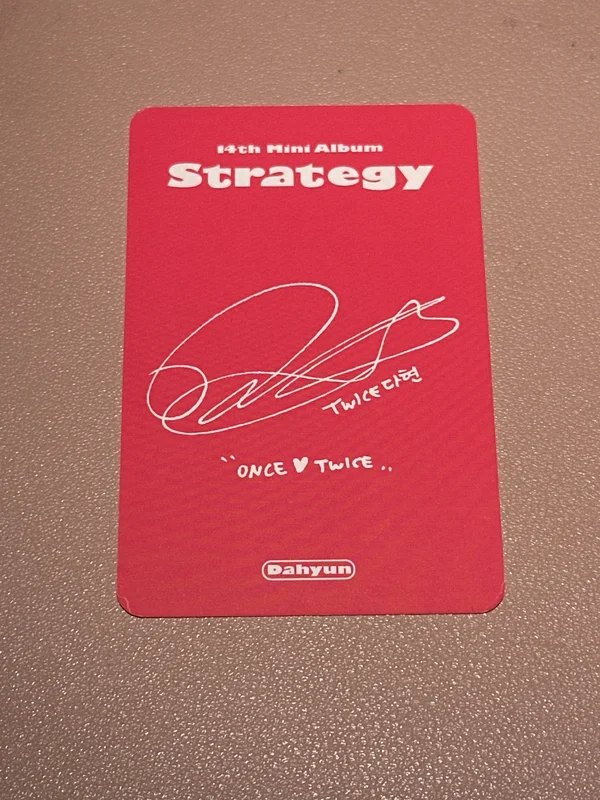 14th Mini Album
Strategy
TWICE 다현
"ONCE ♥ TWICE..
Dahyun